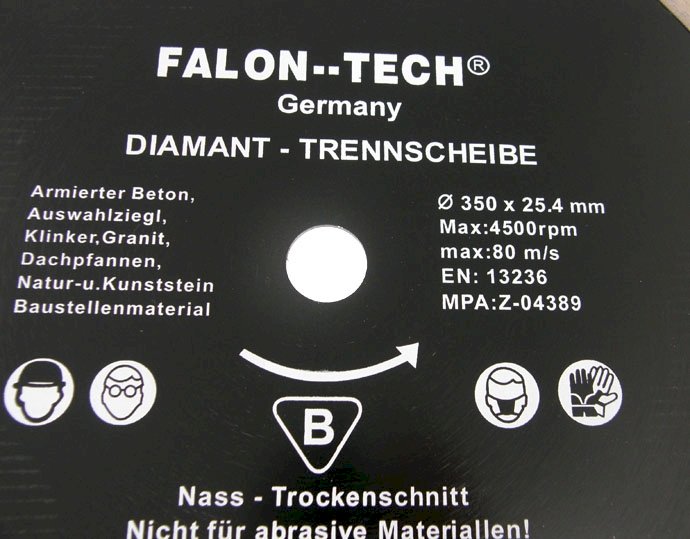 FALON--TECH®
Germany
DIAMANT - TRENNSCHEIBE
Armierter Beton,
Auswahlziegl,
Klinker,Granit,
Dachpfannen,
Natur-u.Kunststein
Baustellenmaterial
Ø 350 x 25.4 mm
Max:4500rpm
max:80 m/s
EN: 13236
MPA:Z-04389
B
Nass - Trockenschnitt
Nicht für abrasive Materiallen!